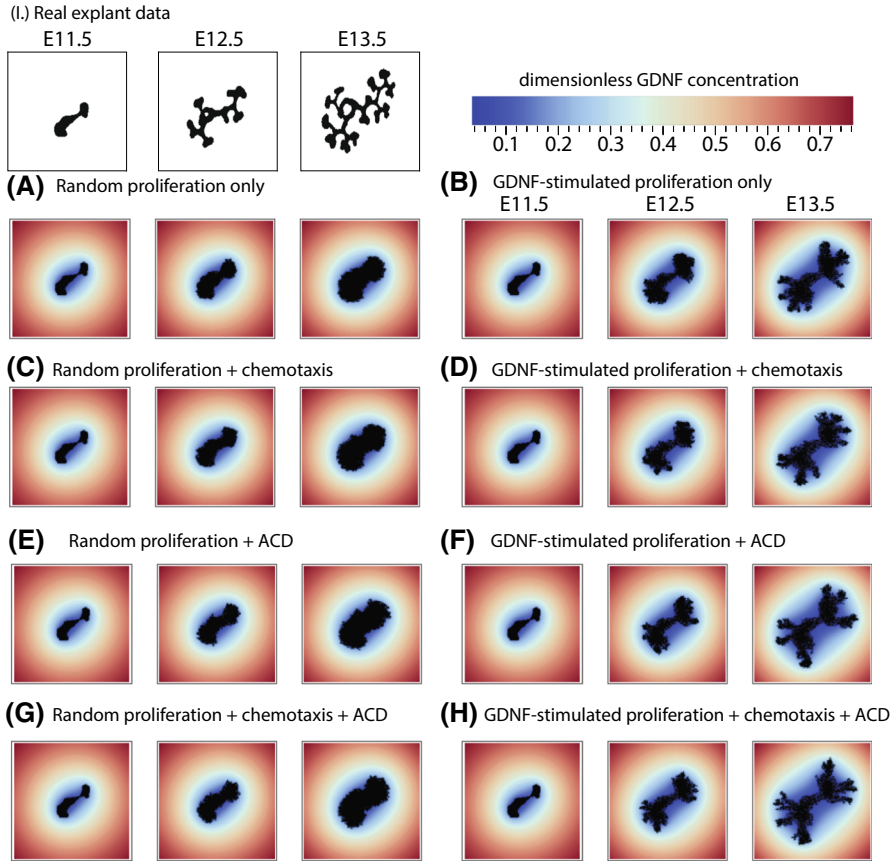 (I.) Real explant data
E11.5 E12.5 E13.5
dimensionless GDNF concentration
0.1 0.2 0.3 0.4 0.5 0.6 0.7
(A) Random proliferation only
(B) GDNF-stimulated proliferation only
E11.5 E12.5 E13.5
(C) Random proliferation + chemotaxis
(D) GDNF-stimulated proliferation + chemotaxis
(E) Random proliferation + ACD
(F) GDNF-stimulated proliferation + ACD
(G) Random proliferation + chemotaxis + ACD
(H) GDNF-stimulated proliferation + chemotaxis + ACD